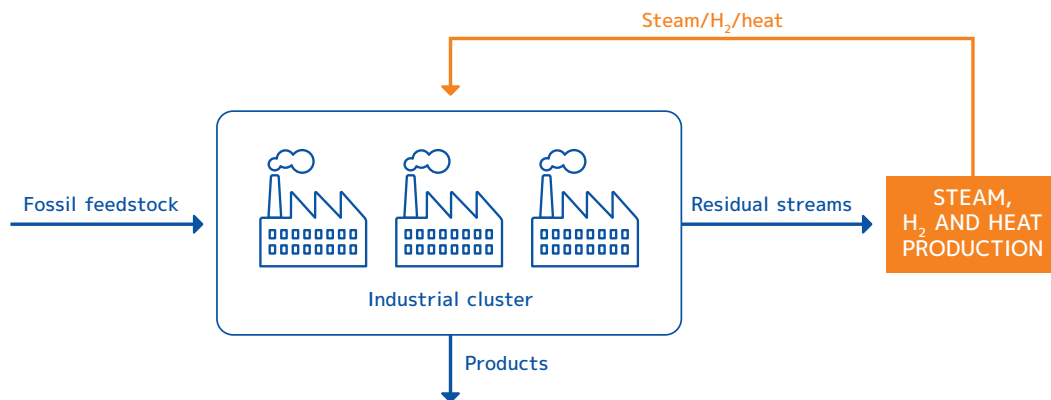 Steam/H₂/heat
Fossil feedstock
Residual streams
STEAM,
H₂ AND HEAT
PRODUCTION
Industrial cluster
Products